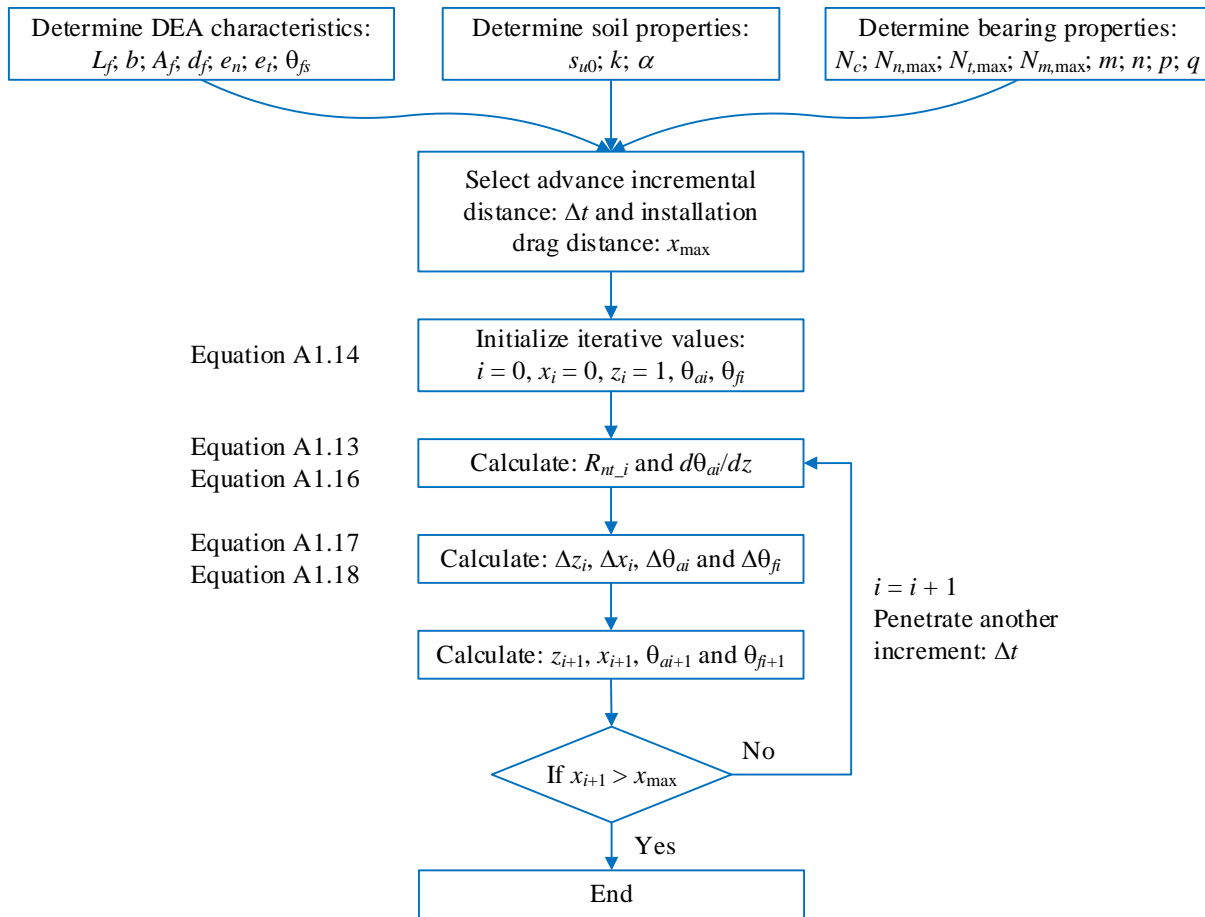 Determine DEA characteristics:
L_f; b; A_f; d_f; e_n; e_t; θ_fs
Determine soil properties:
s_u0; k; α
Determine bearing properties:
N_c; N_n,max; N_t,max; N_m,max; m; n; p; q
Select advance incremental
distance: Δt and installation
drag distance: x_max
Equation A1.14
Initialize iterative values:
i = 0, x_i = 0, z_i = 1, θ_ai, θ_fi
Equation A1.13
Equation A1.16
Calculate: R_nt_i and dθ_ai/dz
Equation A1.17
Equation A1.18
Calculate: Δz_i, Δx_i, Δθ_ai and Δθ_fi
i = i + 1
Penetrate another
increment: Δt
Calculate: z_i+1, x_i+1, θ_ai+1 and θ_fi+1
No
If x_i+1 > x_max
Yes
End